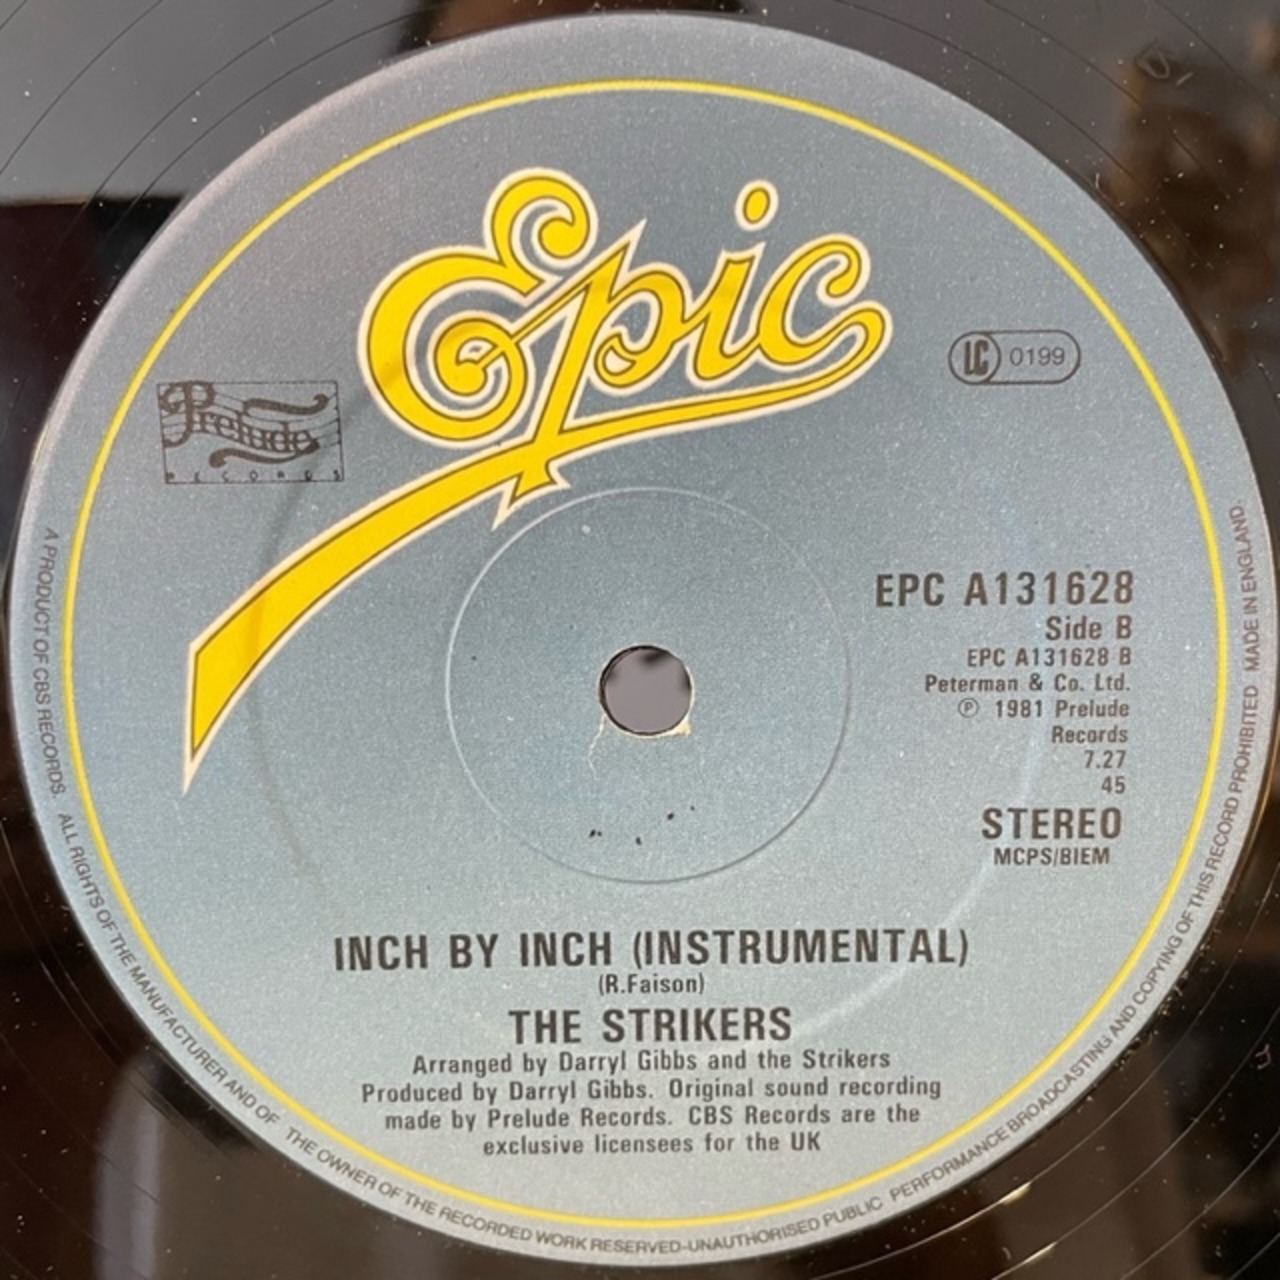 Epic
Prelude
RECORDS
LC 0199
EPC A131628
Side B
EPC A131628 B
Peterman & Co. Ltd.
℗ 1981 Prelude
Records
7.27
45
STEREO
MCPS/BIEM
INCH BY INCH (INSTRUMENTAL)
(R.Faison)
THE STRIKERS
Arranged by Darryl Gibbs and the Strikers
Produced by Darryl Gibbs. Original sound recording
made by Prelude Records. CBS Records are the
exclusive licensees for the UK
A PRODUCT OF CBS RECORDS. ALL RIGHTS OF THE MANUFACTURER AND OF THE OWNER OF THE RECORDED WORK RESERVED-UNAUTHORISED PUBLIC PERFORMANCE BROADCASTING AND COPYING OF THIS RECORD PROHIBITED MADE IN ENGLAND.